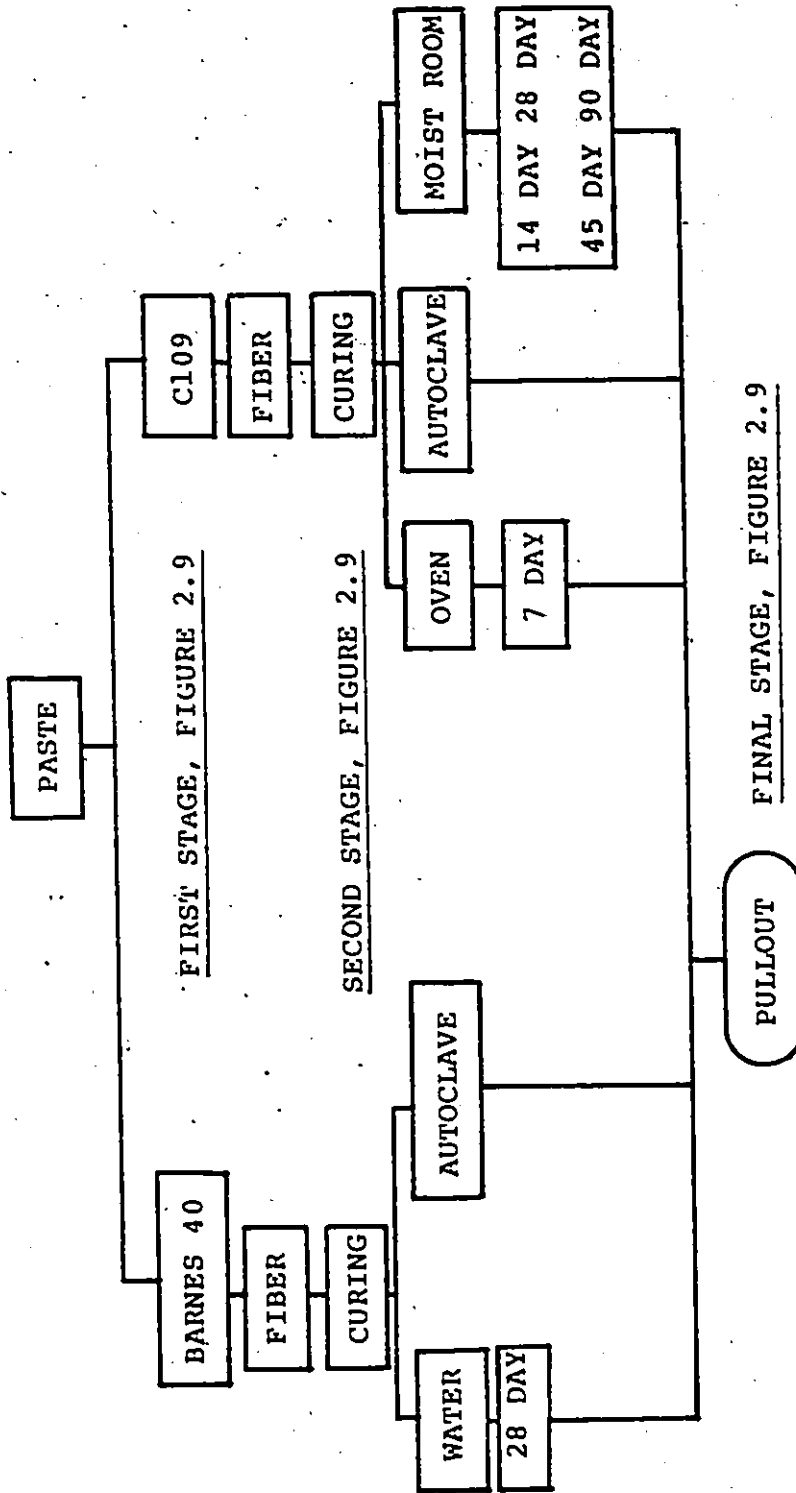 PASTE
BARNES 40
C109
FIRST STAGE, FIGURE 2.9
FIBER
FIBER
CURING
CURING
SECOND STAGE, FIGURE 2.9
WATER
AUTOCLAVE
OVEN
AUTOCLAVE
MOIST ROOM
28 DAY
7 DAY
14 DAY 28 DAY
45 DAY 90 DAY
PULLOUT
FINAL STAGE, FIGURE 2.9